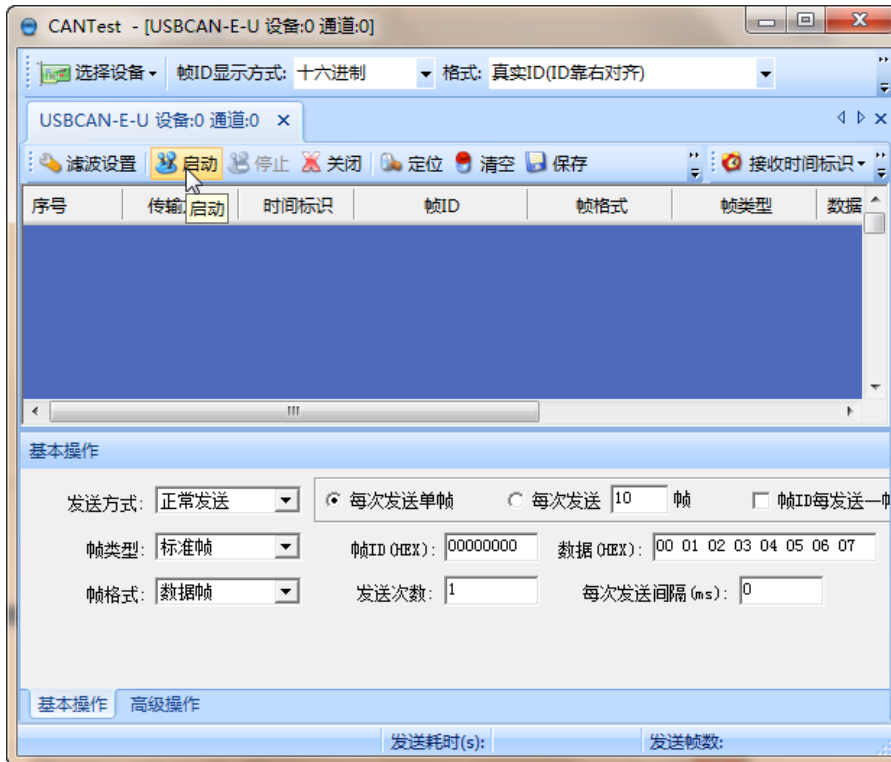 CANTest - [USBCAN-E-U 设备:0 通道:0]
选择设备 帧ID显示方式: 十六进制 格式: 真实ID(ID靠右对齐)
USBCAN-E-U 设备:0 通道:0 ×
滤波设置 启动 停止 关闭 定位 清空 保存 接收时间标识
序号 传输 时间标识 帧ID 帧格式 帧类型 数据
启动
基本操作
发送方式: 正常发送 每次发送单帧 每次发送 10 帧 帧ID每发送一帧
帧类型: 标准帧 帧ID(HEX): 00000000 数据(HEX): 00 01 02 03 04 05 06 07
帧格式: 数据帧 发送次数: 1 每次发送间隔(ms): 0
基本操作 高级操作
发送耗时(s): 发送帧数: